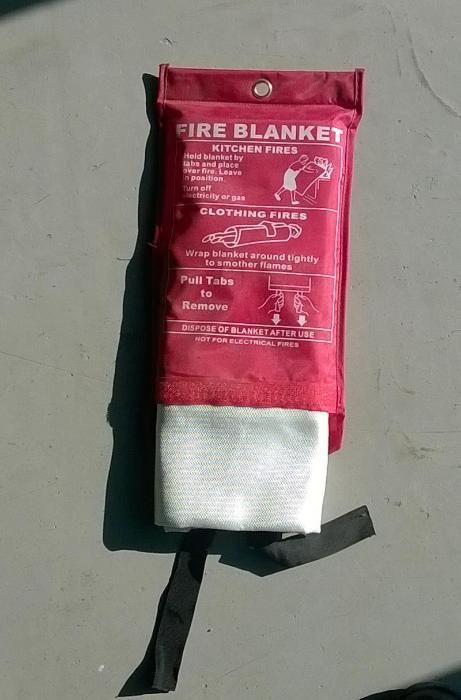 FIRE BLANKET
KITCHEN FIRES
Hold blanket by
tabs and place
over fire. Leave
in position.
Turn off
electricity or gas
CLOTHING FIRES
Wrap blanket around tightly
to smother flames
Pull Tabs
to
Remove
DISPOSE OF BLANKET AFTER USE
NOT FOR ELECTRICAL FIRES